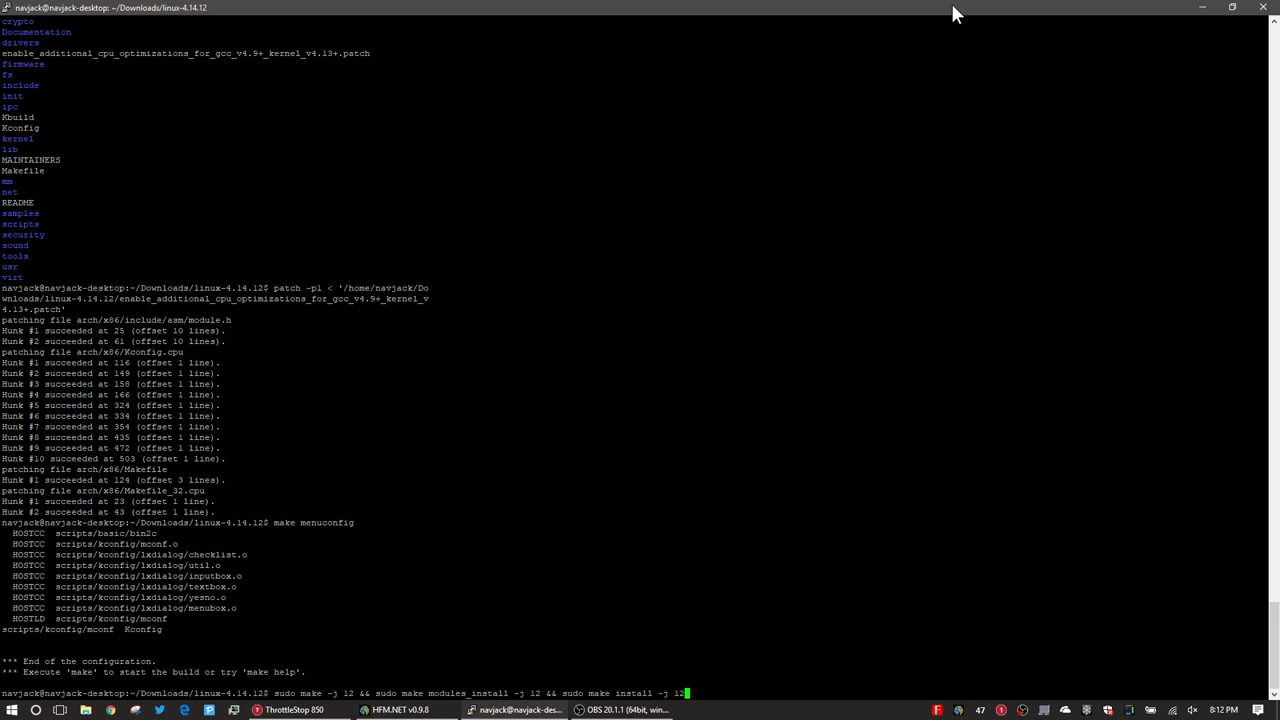 navjack@navjack-desktop: ~/Downloads/linux-4.14.12
crypto
Documentation
drivers
enable_additional_cpu_optimizations_for_gcc_v4.9+_kernel_v4.13+.patch
firmware
fs
include
init
ipc
Kbuild
Kconfig
kernel
lib
MAINTAINERS
Makefile
mm
net
README
samples
scripts
security
sound
tools
usr
virt
navjack@navjack-desktop:~/Downloads/linux-4.14.12$ patch -p1 < '/home/navjack/Do
wnloads/linux-4.14.12/enable_additional_cpu_optimizations_for_gcc_v4.9+_kernel_v
4.13+.patch'
patching file arch/x86/include/asm/module.h
Hunk #1 succeeded at 25 (offset 10 lines).
Hunk #2 succeeded at 61 (offset 10 lines).
patching file arch/x86/Kconfig.cpu
Hunk #1 succeeded at 116 (offset 1 line).
Hunk #2 succeeded at 149 (offset 1 line).
Hunk #3 succeeded at 158 (offset 1 line).
Hunk #4 succeeded at 166 (offset 1 line).
Hunk #5 succeeded at 324 (offset 1 line).
Hunk #6 succeeded at 334 (offset 1 line).
Hunk #7 succeeded at 354 (offset 1 line).
Hunk #8 succeeded at 435 (offset 1 line).
Hunk #9 succeeded at 472 (offset 1 line).
Hunk #10 succeeded at 503 (offset 1 line).
patching file arch/x86/Makefile
Hunk #1 succeeded at 124 (offset 3 lines).
patching file arch/x86/Makefile_32.cpu
Hunk #1 succeeded at 23 (offset 1 line).
Hunk #2 succeeded at 43 (offset 1 line).
navjack@navjack-desktop:~/Downloads/linux-4.14.12$ make menuconfig
HOSTCC scripts/basic/bin2c
HOSTCC scripts/kconfig/mconf.o
HOSTCC scripts/kconfig/lxdialog/checklist.o
HOSTCC scripts/kconfig/lxdialog/util.o
HOSTCC scripts/kconfig/lxdialog/inputbox.o
HOSTCC scripts/kconfig/lxdialog/textbox.o
HOSTCC scripts/kconfig/lxdialog/yesno.o
HOSTCC scripts/kconfig/lxdialog/menubox.o
HOSTLD scripts/kconfig/mconf
scripts/kconfig/mconf Kconfig
*** End of the configuration.
*** Execute 'make' to start the build or try 'make help'.
navjack@navjack-desktop:~/Downloads/linux-4.14.12$ sudo make -j 12 && sudo make modules_install -j 12 && sudo make install -j 12
ThrottleStop 850
HFM.NET v0.9.8
navjack@navjack-des...
OBS 20.1.1 (64bit, win...
47
8:12 PM